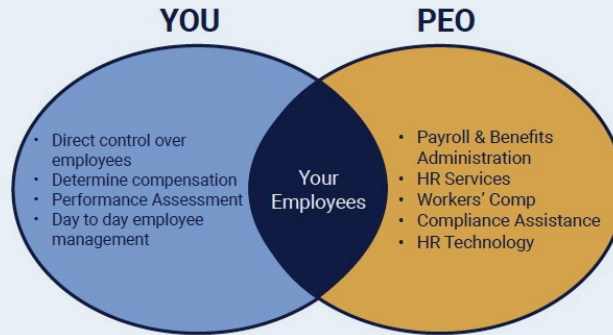 YOU
PEO
• Direct control over
employees
• Determine compensation
• Performance Assessment
• Day to day employee
management
Your
Employees
• Payroll & Benefits
Administration
• HR Services
• Workers’ Comp
• Compliance Assistance
• HR Technology